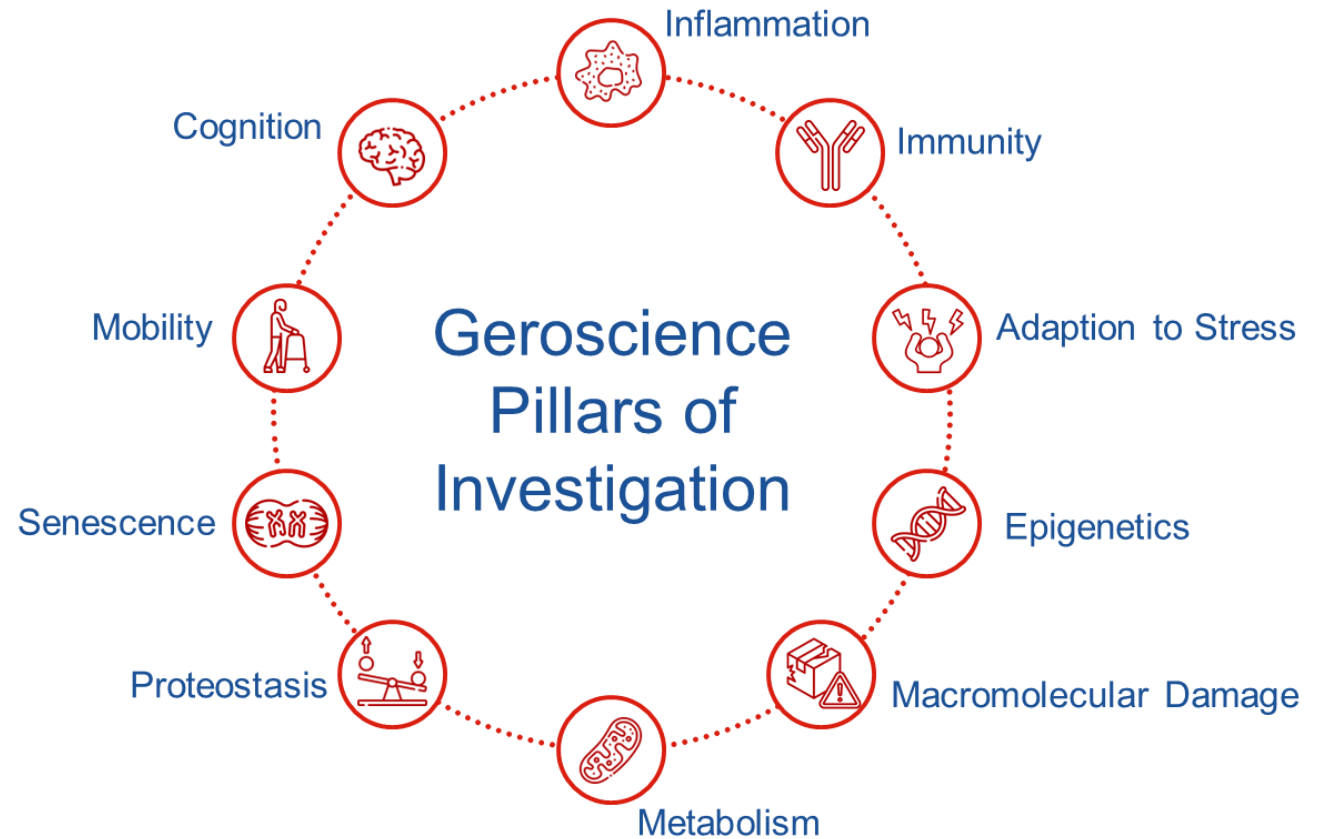 Inflammation
Cognition
Immunity
Mobility
Geroscience
Pillars of
Investigation
Adaption to Stress
Senescence
Epigenetics
Proteostasis
Macromolecular Damage
Metabolism